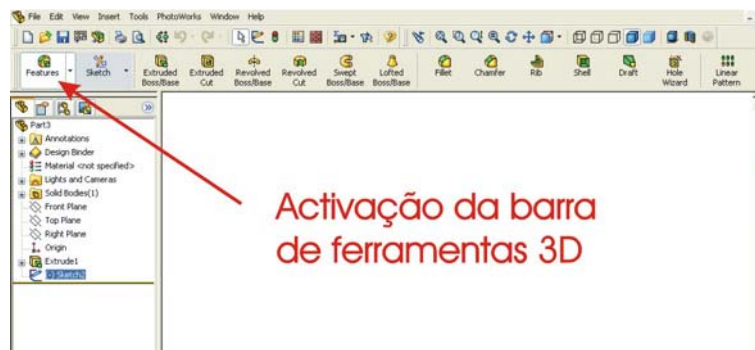 File Edit View Insert Tools PhotoWorks Window Help
Features Sketch Extruded Boss/Base Extruded Cut Revolved Boss/Base Revolved Cut Swept Boss/Base Lofted Boss/Base Fillet Chamfer Rib Shell Draft Hole Wizard Linear Pattern
Part3
Annotations
Design Binder
Material <not specified>
Lights and Cameras
Solid Bodies(1)
Front Plane
Top Plane
Right Plane
Origin
Extrude1
(-) Sketch2
Activação da barra
de ferramentas 3D